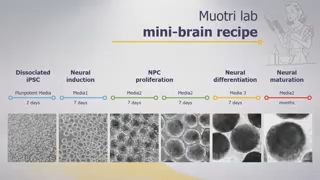 Muotri lab
mini-brain recipe
Dissociated iPSC
Neural induction
NPC proliferation
Neural differentiation
Neural maturation
Pluripotent Media
Media1
Media2
Media2
Media 3
Media2
2 days
7 days
7 days
7 days
7 days
months